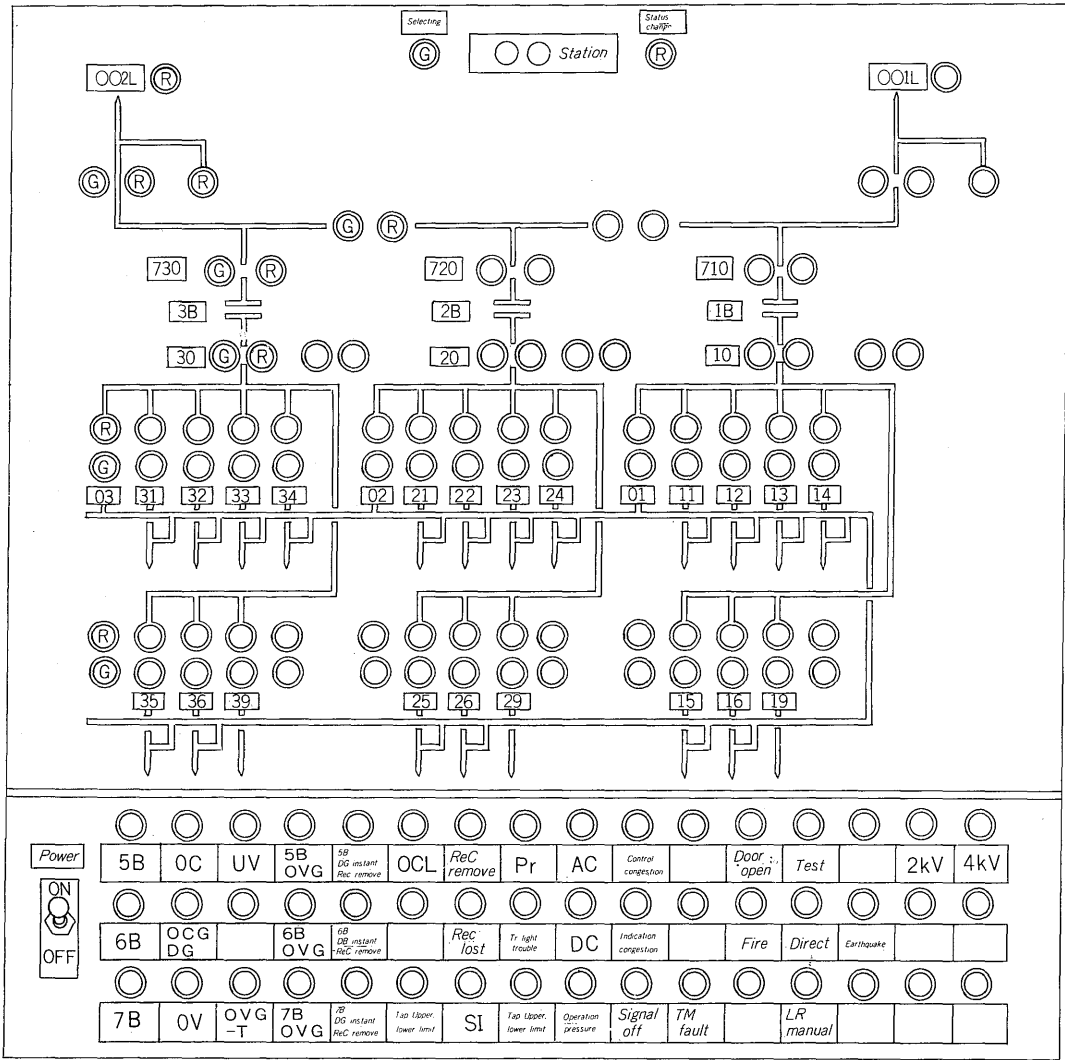 Selecting
Status
change
G
Station
R
002L R
001L
G R R
G R
730 G R
720
710
3B
2B
1B
30 G R
20
10
R
G
03 31 32 33 34 02 21 22 23 24 01 11 12 13 14
R
G
35 36 39 25 26 29 15 16 19
Power
ON
OFF
5B
OC
UV
5B
OVG
5B
DG instant
Rec remove
OCL
ReC
remove
Pr
AC
Control
congestion
Door
open
Test
2kV
4kV
6B
OCG
DG
6B
OVG
6B
DB instant
-ReC remove
Rec
lost
Tr light
trouble
DC
Indication
congestion
Fire
Direct
Earthquake
7B
OV
OVG
-T
7B
OVG
7B
DG instant
ReC remove
Tap Upper.
lower limit
SI
Tap Upper.
lower limit
Operation
pressure
Signal
off
TM
fault
LR
manual